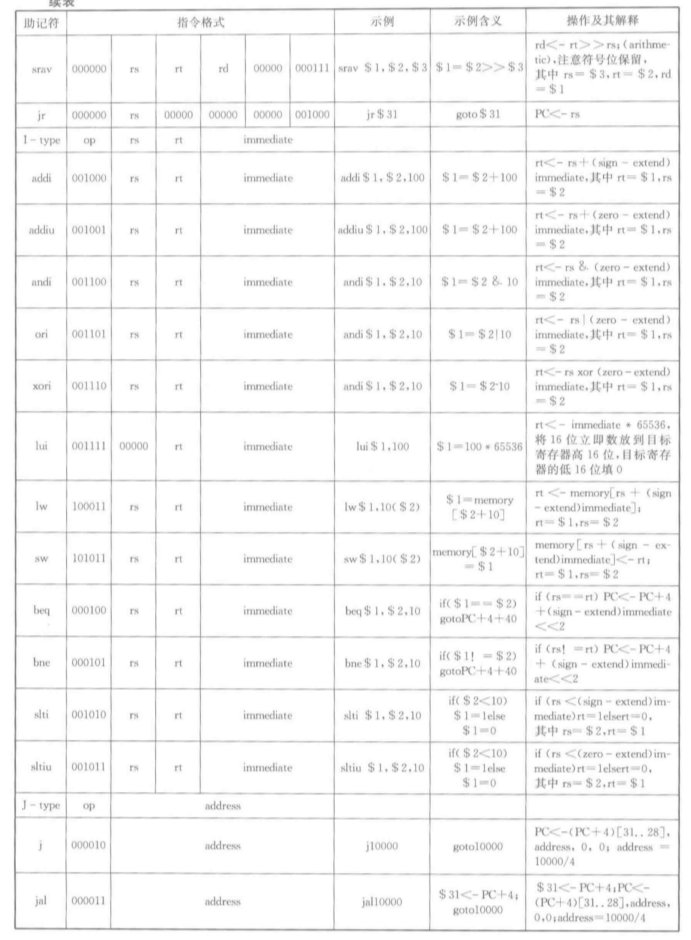 续表
助记符 指令格式 示例 示例含义 操作及其解释
srav 000000 rs rt rd 00000 000111 srav $1,$2,$3 $1=$2>>$3 rd<-rt>>rs;(arithme-
tic),注意符号位保留,
其中 rs=$3,rt=$2,rd
=$1
jr 000000 rs 00000 00000 00000 001000 jr$31 goto$31 PC<-rs
I-type op rs rt immediate
addi 001000 rs rt immediate addi$1,$2,100 $1=$2+100 rt<-rs+(sign-extend)
immediate,其中 rt=$1,rs
=$2
addiu 001001 rs rt immediate addiu$1,$2,100 $1=$2+100 rt<-rs+(zero-extend)
immediate,其中 rt=$1,rs
=$2
andi 001100 rs rt immediate andi$1,$2,10 $1=$2 & 10 rt<-rs & (zero-extend)
immediate,其中 rt=$1,rs
=$2
ori 001101 rs rt immediate andi$1,$2,10 $1=$2|10 rt<-rs|(zero-extend)
immediate,其中 rt=$1,rs
=$2
xori 001110 rs rt immediate andi$1,$2,10 $1=$2^10 rt<-rs xor (zero-extend)
immediate,其中 rt=$1,rs
=$2
lui 001111 00000 rt immediate lui$1,100 $1=100*65536 rt<-immediate*65536,
将16位立即数放到目标
寄存器高16位,目标寄存
器的低16位填0
lw 100011 rs rt immediate lw$1,10($2) $1=memory
[$2+10] rt <-memory[rs + (sign
-extend)immediate];
rt=$1,rs=$2
sw 101011 rs rt immediate sw$1,10($2) memory[$2+10]
=$1 memory[rs+(sign-ex-
tend)immediate]<-rt;
rt=$1,rs=$2
beq 000100 rs rt immediate beq$1,$2,10 if($1==$2)
gotoPC+4+40 if (rs==rt) PC<-PC+4
+(sign-extend)immediate
<<2
bne 000101 rs rt immediate bne$1,$2,10 if($1! =$2)
gotoPC+4+40 if (rs! =rt) PC<-PC+4
+ (sign-extend)immedi-
ate<<2
slti 001010 rs rt immediate slti $1,$2,10 if($2<10)
$1=1else
$1=0 if (rs <(sign-extend)im-
mediate)rt=1elsert=0,
其中 rs=$2,rt=$1
sltiu 001011 rs rt immediate sltiu $1,$2,10 if($2<10)
$1=1else
$1=0 if (rs <(zero-extend)im-
mediate)rt=1elsert=0,
其中 rs=$2,rt=$1
J-type op address
j 000010 address j10000 goto10000 PC<-(PC+4)[31..28],
address, 0, 0; address =
10000/4
jal 000011 address jal10000 $31<-PC+4;
goto10000 $31<-PC+4;PC<-
(PC+4)[31..28],address,
0,0;address=10000/4